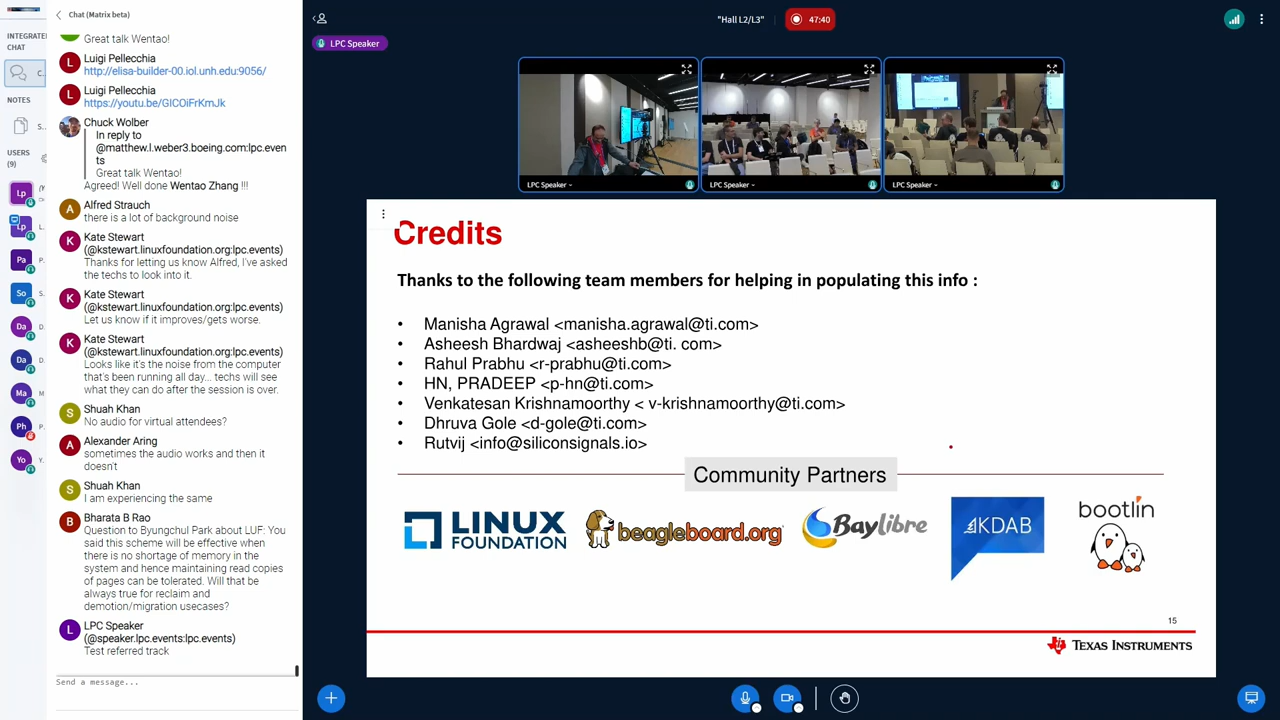 INTEGRATE
CHAT
C..
NOTES
S..
USERS
(9)
Lp
Lp
L..
Pa
P..
So
S..
Da
D..
Da
D..
Ma
M..
Ph
P..
Yo
Y..
Chat (Matrix beta)
Great talk Wentao!
L
Luigi Pellecchia
http://elisa-builder-00.iol.unh.edu:9056/
L
Luigi Pellecchia
https://youtu.be/GICOiFrKmJk
Chuck Wolber
In reply to
@matthew.l.weber3.boeing.com:lpc.even
ts
Great talk Wentao!
Agreed! Well done Wentao Zhang !!!
A
Alfred Strauch
there is a lot of background noise
K
Kate Stewart
(@kstewart.linuxfoundation.org:lpc.events)
Thanks for letting us know Alfred, I've asked
the techs to look into it.
K
Kate Stewart
(@kstewart.linuxfoundation.org:lpc.events)
Let us know if it improves/gets worse.
K
Kate Stewart
(@kstewart.linuxfoundation.org:lpc.events)
Looks like it's the noise from the computer
that's been running all day... techs will see
what they can do after the session is over.
S
Shuah Khan
No audio for virtual attendees?
A
Alexander Aring
sometimes the audio works and then it
doesn't
S
Shuah Khan
I am experiencing the same
B
Bharata B Rao
Question to Byungchul Park about LUF: You
said this scheme will be effective when
there is no shortage of memory in the
system and hence maintaining read copies
of pages can be tolerated. Will that be
always true for reclaim and
demotion/migration usecases?
L
LPC Speaker
(@speaker.lpc.events:lpc.events)
Test referred track
Send a message...
"Hall L2/L3"
47:40
LPC Speaker
LPC Speaker
LPC Speaker
LPC Speaker
Credits
Thanks to the following team members for helping in populating this info :
• Manisha Agrawal <manisha.agrawal@ti.com>
• Asheesh Bhardwaj <asheeshb@ti. com>
• Rahul Prabhu <r-prabhu@ti.com>
• HN, PRADEEP <p-hn@ti.com>
• Venkatesan Krishnamoorthy < v-krishnamoorthy@ti.com>
• Dhruva Gole <d-gole@ti.com>
• Rutvij <info@siliconsignals.io>
Community Partners
LINUX
FOUNDATION
beagleboard.org
Baylibre
KDAB
bootlin
15
TEXAS INSTRUMENTS